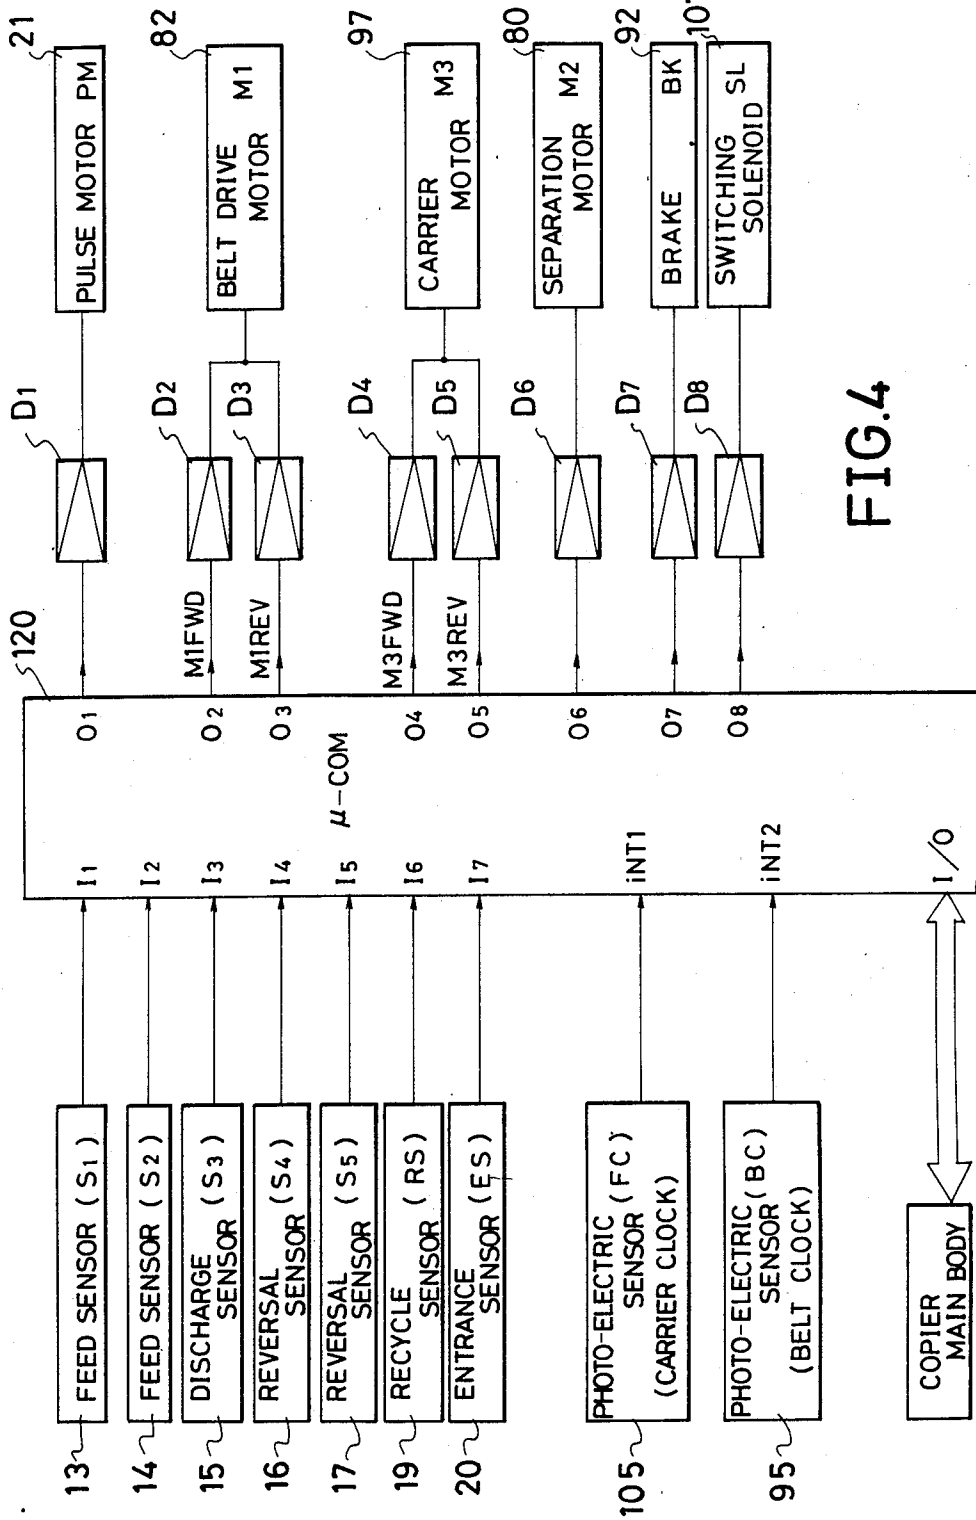 13 FEED SENSOR (S1) I1
14 FEED SENSOR (S2) I2
15 DISCHARGE
SENSOR (S3) I3
16 REVERSAL
SENSOR (S4) I4
17 REVERSAL
SENSOR (S5) I5
19 RECYCLE
SENSOR (RS) I6
20 ENTRANCE
SENSOR (ES) I7
105 PHOTO-ELECTRIC
SENSOR (FC)
(CARRIER CLOCK) iNT1
95 PHOTO-ELECTRIC
SENSOR (BC)
(BELT CLOCK) iNT2
COPIER
MAIN BODY I/O
μ-COM
120
O1 D1 PULSE MOTOR PM 21
O2 M1FWD D2
O3 M1REV D3
BELT DRIVE
MOTOR M1 82
O4 M3FWD D4
O5 M3REV D5
CARRIER
MOTOR M3 97
O6 D6 SEPARATION
MOTOR M2 80
O7 D7 BRAKE BK 92
O8 D8 SWITCHING
SOLENOID SL
FIG.4